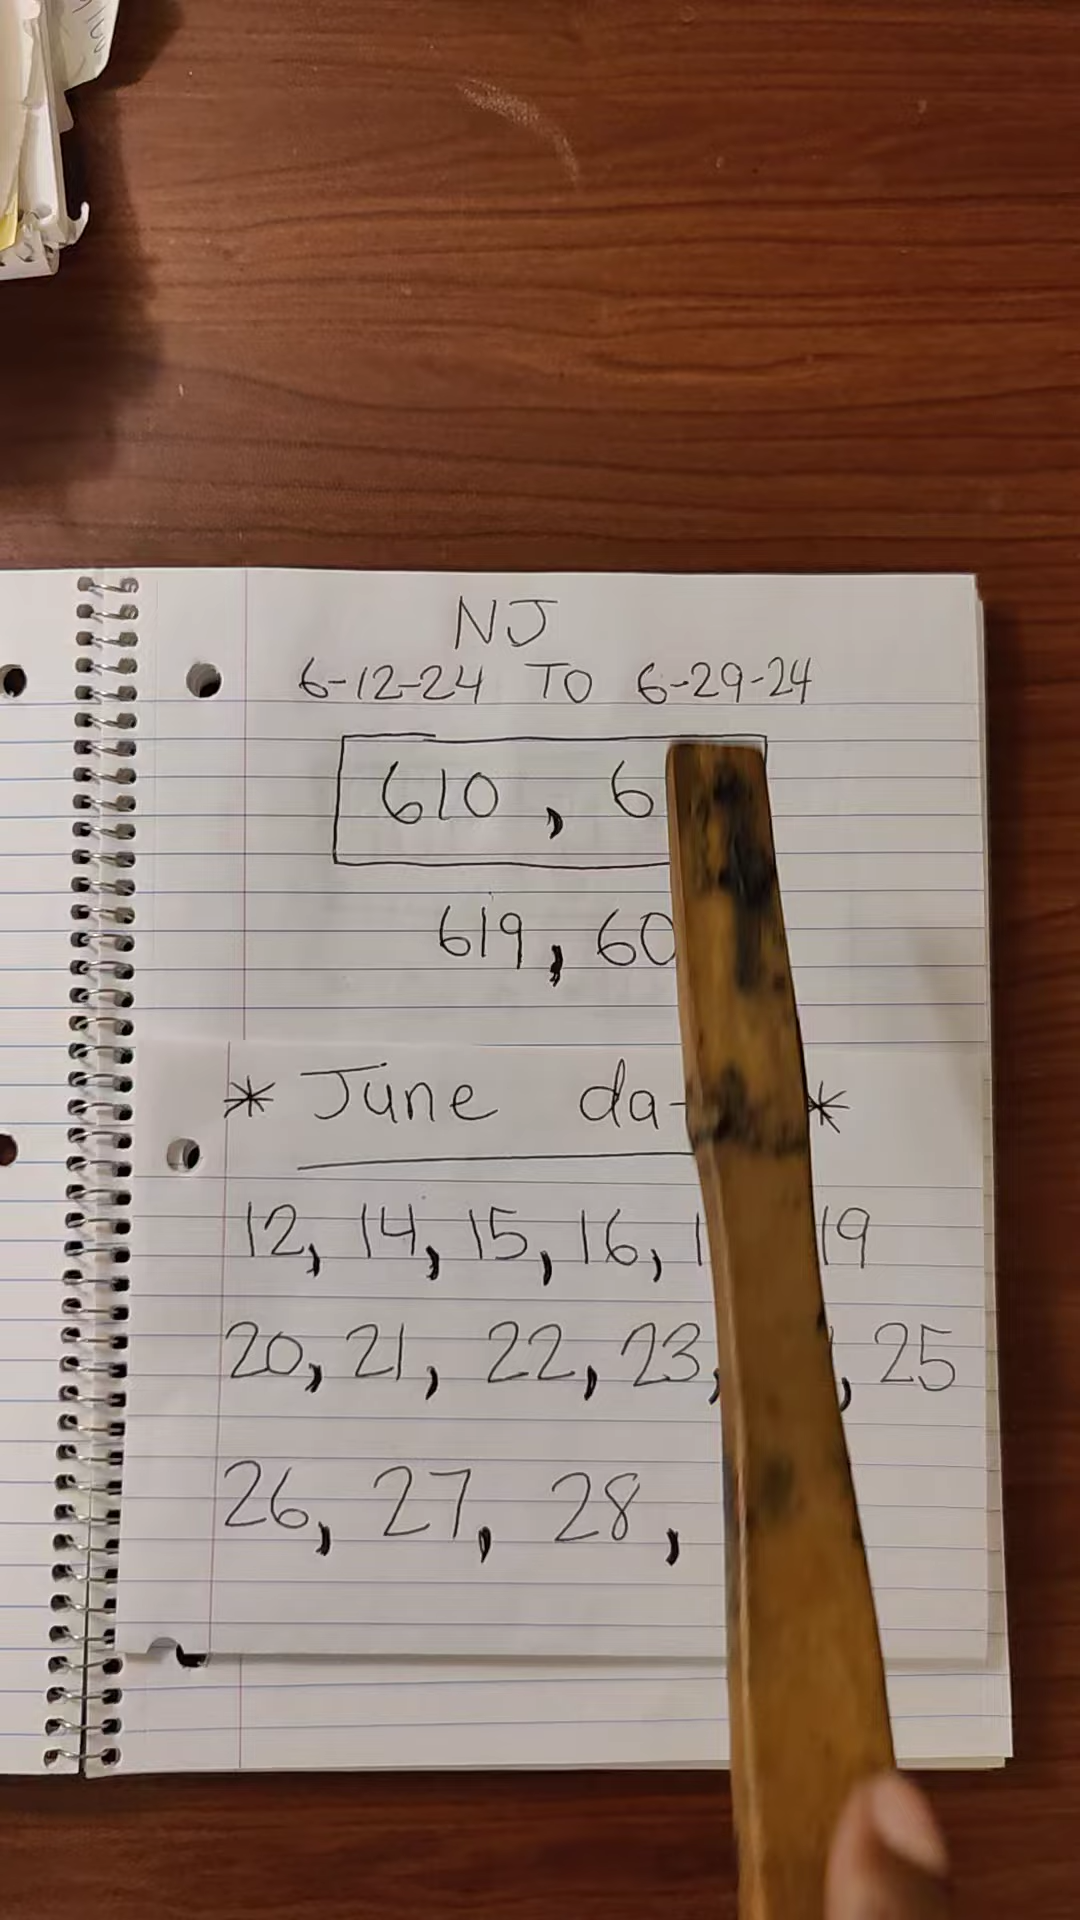 NJ
6-12-24 TO 6-29-24
610 , 6
619, 60
* June da *
12, 14, 15, 16, 1 19
20, 21, 22, 23, , 25
26, 27, 28,